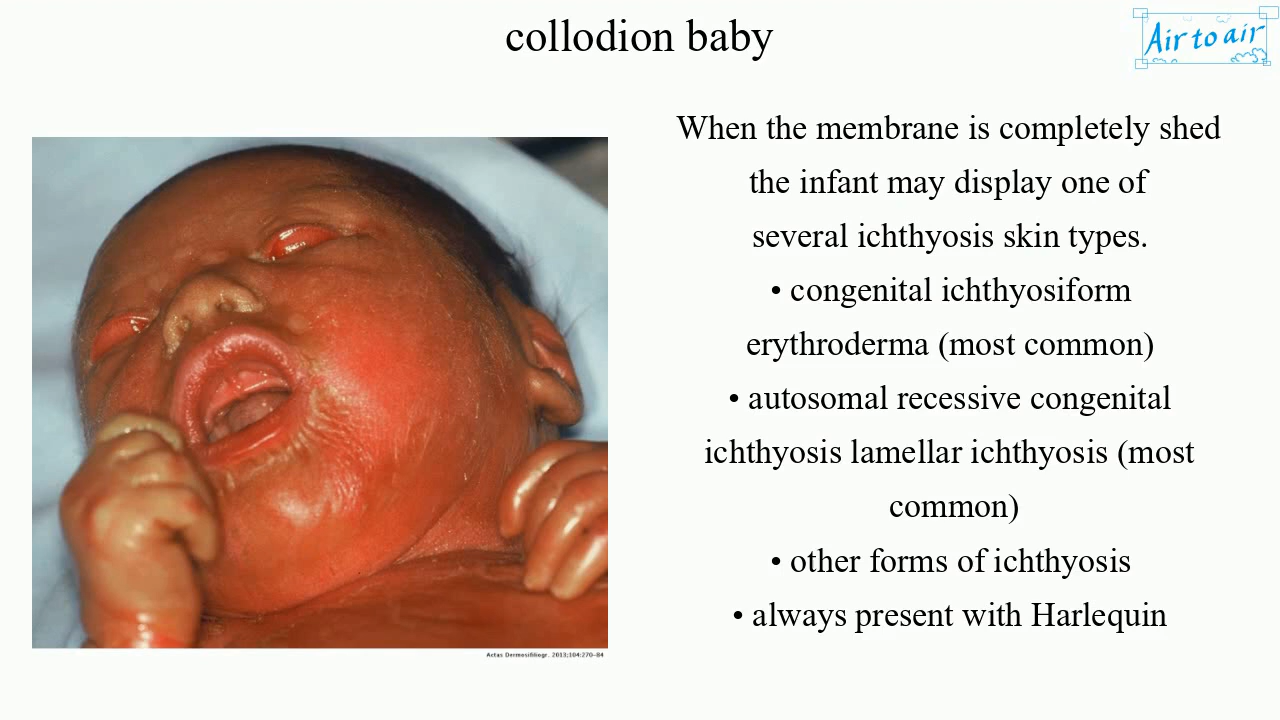 collodion baby
Air to air
When the membrane is completely shed
the infant may display one of
several ichthyosis skin types.
• congenital ichthyosiform
erythroderma (most common)
• autosomal recessive congenital
ichthyosis lamellar ichthyosis (most
common)
• other forms of ichthyosis
• always present with Harlequin
Actas Dermosifiliogr. 2013;104:270-84